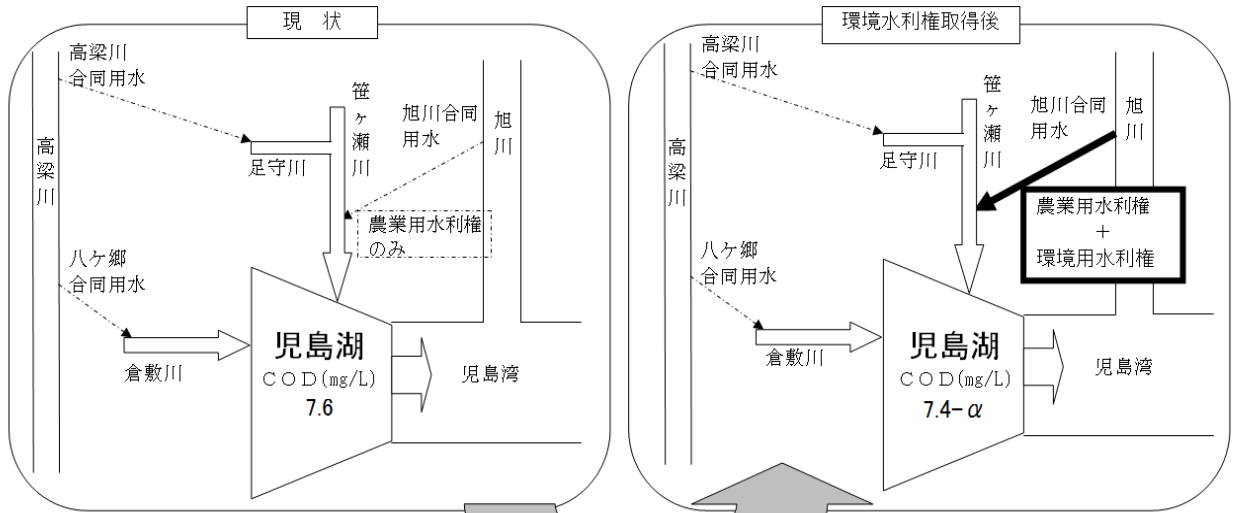 現　状
高梁川
合同用水
高梁川
笹ヶ瀬川
旭川合同
用水
旭川
足守川
農業用水利権
のみ
八ケ郷
合同用水
倉敷川
児島湖
ＣＯＤ(mg/L)
7.6
児島湾
環境水利権取得後
高梁川
合同用水
高梁川
笹ヶ瀬川
旭川合同
用水
旭川
足守川
農業用水利権
＋
環境用水利権
八ケ郷
合同用水
倉敷川
児島湖
ＣＯＤ(mg/L)
7.4-α
児島湾